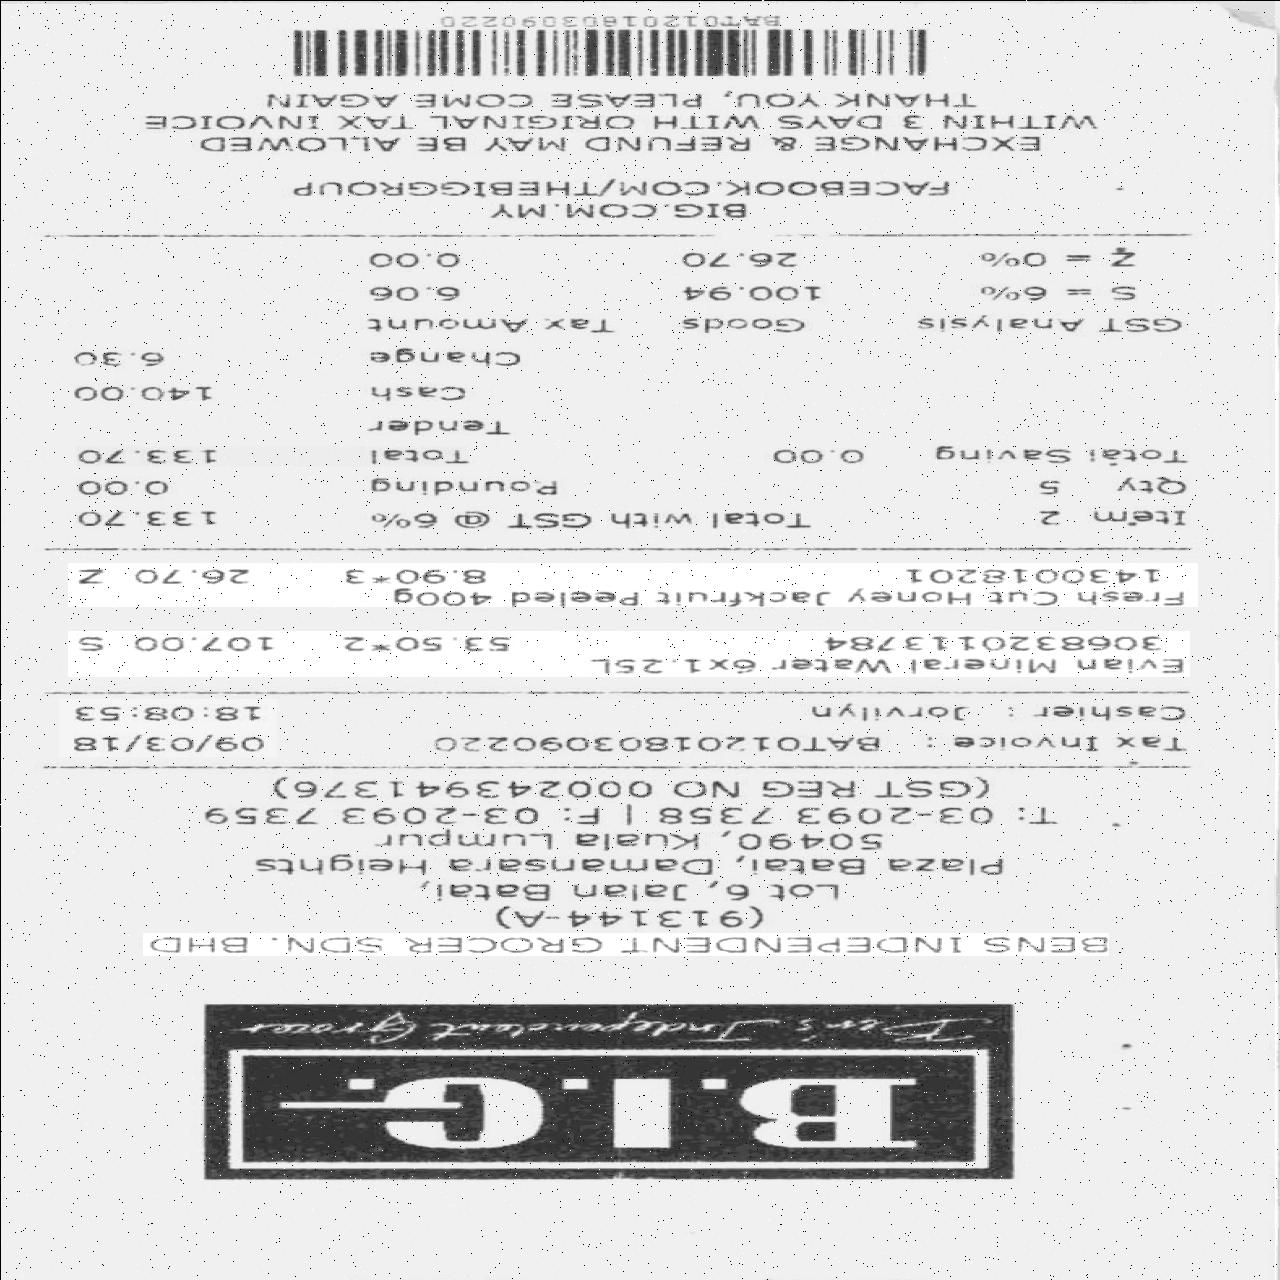 B.I.G.
Ben's Independent Grocer
BENS INDEPENDENT GROCER SDN. BHD
(913144-A)
Lot 6, Jalan Batai,
Plaza Batai, Damansara Heights
50490, Kuala Lumpur
T: 03-2093 7358 | F: 03-2093 7359
(GST REG NO 000243941376)
Tax Invoice : BAT01201803090220 09/03/18
Cashier : Jorvilyn 18:08:53
Evian Mineral Water 6x1.25L
3068320113784 53.50*2 107.00 S
Fresh Cut Honey Jackfruit Peeled 400g
1430018201 8.90*3 26.70 Z
Item 2 Total with GST @ 6% 133.70
Qty 5 Rounding 0.00
Total Saving 0.00 Total 133.70
Tender
Cash 140.00
Change 6.30
GST Analysis Goods Tax Amount
S = 6% 100.94 6.06
Z = 0% 26.70 0.00
BIG.COM.MY
FACEBOOK.COM/THEBIGGROUP
EXCHANGE & REFUND MAY BE ALLOWED
WITHIN 3 DAYS WITH ORIGINAL TAX INVOICE
THANK YOU, PLEASE COME AGAIN
BAT01201803090220